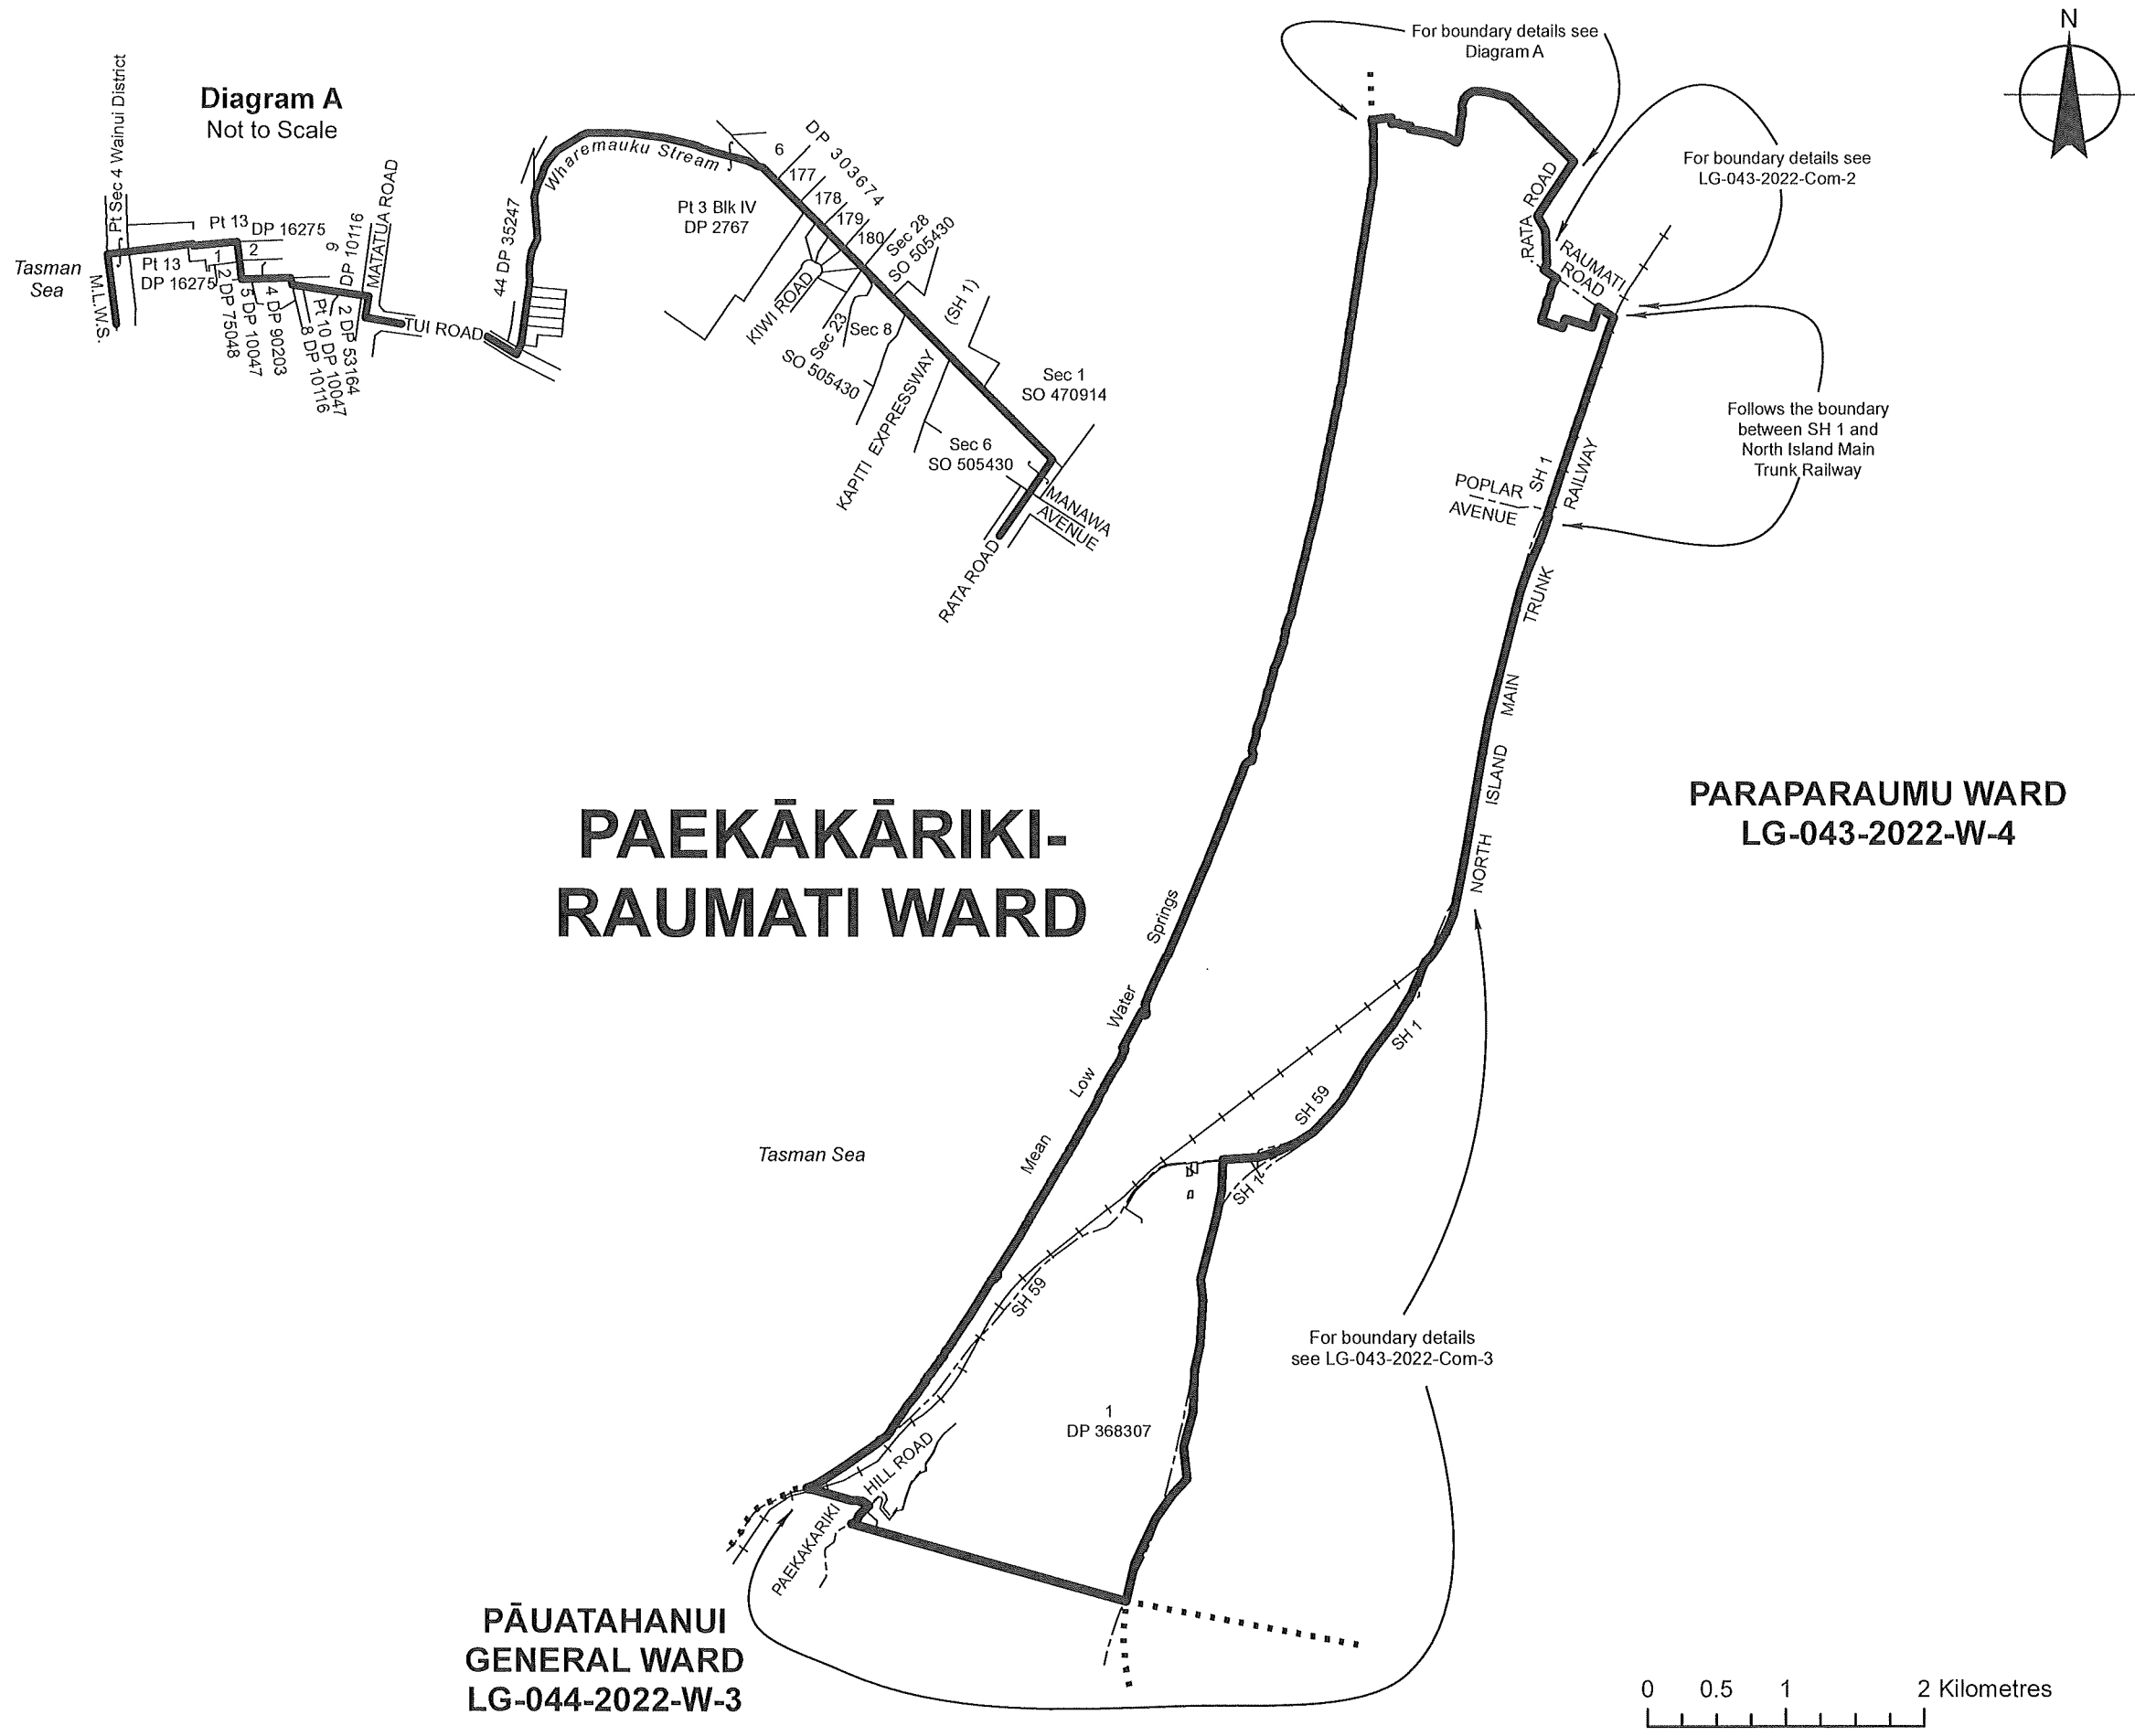 Diagram A
Not to Scale
Pt Sec 4 Wainui District
Tasman
Sea
M.L.W.S.
Pt 13 DP 16275
Pt 13
DP 16275
1
2
2 DP 75048
5 DP 10047
4 DP 90203
8 DP 10116
Pt 10 DP 10047
2 DP 53164
9
DP 10116
MATATUA ROAD
TUI ROAD
44 DP 35247
Wharemauku Stream
6
177
178
179
180
DP 303674
Pt 3 Blk IV
DP 2767
KIWI ROAD
Sec 28
SO 505430
Sec 23
Sec 8
SO 505430
(SH 1)
KAPITI EXPRESSWAY
Sec 1
SO 470914
Sec 6
SO 505430
MANAWA
AVENUE
RATA ROAD
For boundary details see
Diagram A
N
For boundary details see
LG-043-2022-Com-2
RATA ROAD
RAUMATI
ROAD
Follows the boundary
between SH 1 and
North Island Main
Trunk Railway
POPLAR
AVENUE
SH 1
NORTH ISLAND MAIN TRUNK RAILWAY
PAEKĀKĀRIKI-
RAUMATI WARD
PARAPARAUMU WARD
LG-043-2022-W-4
Mean Low Water Springs
Tasman Sea
SH 1
SH 59
SH 1
SH 59
For boundary details
see LG-043-2022-Com-3
1
DP 368307
PAEKAKARIKI HILL ROAD
PĀUATAHANUI
GENERAL WARD
LG-044-2022-W-3
0 0.5 1 2 Kilometres